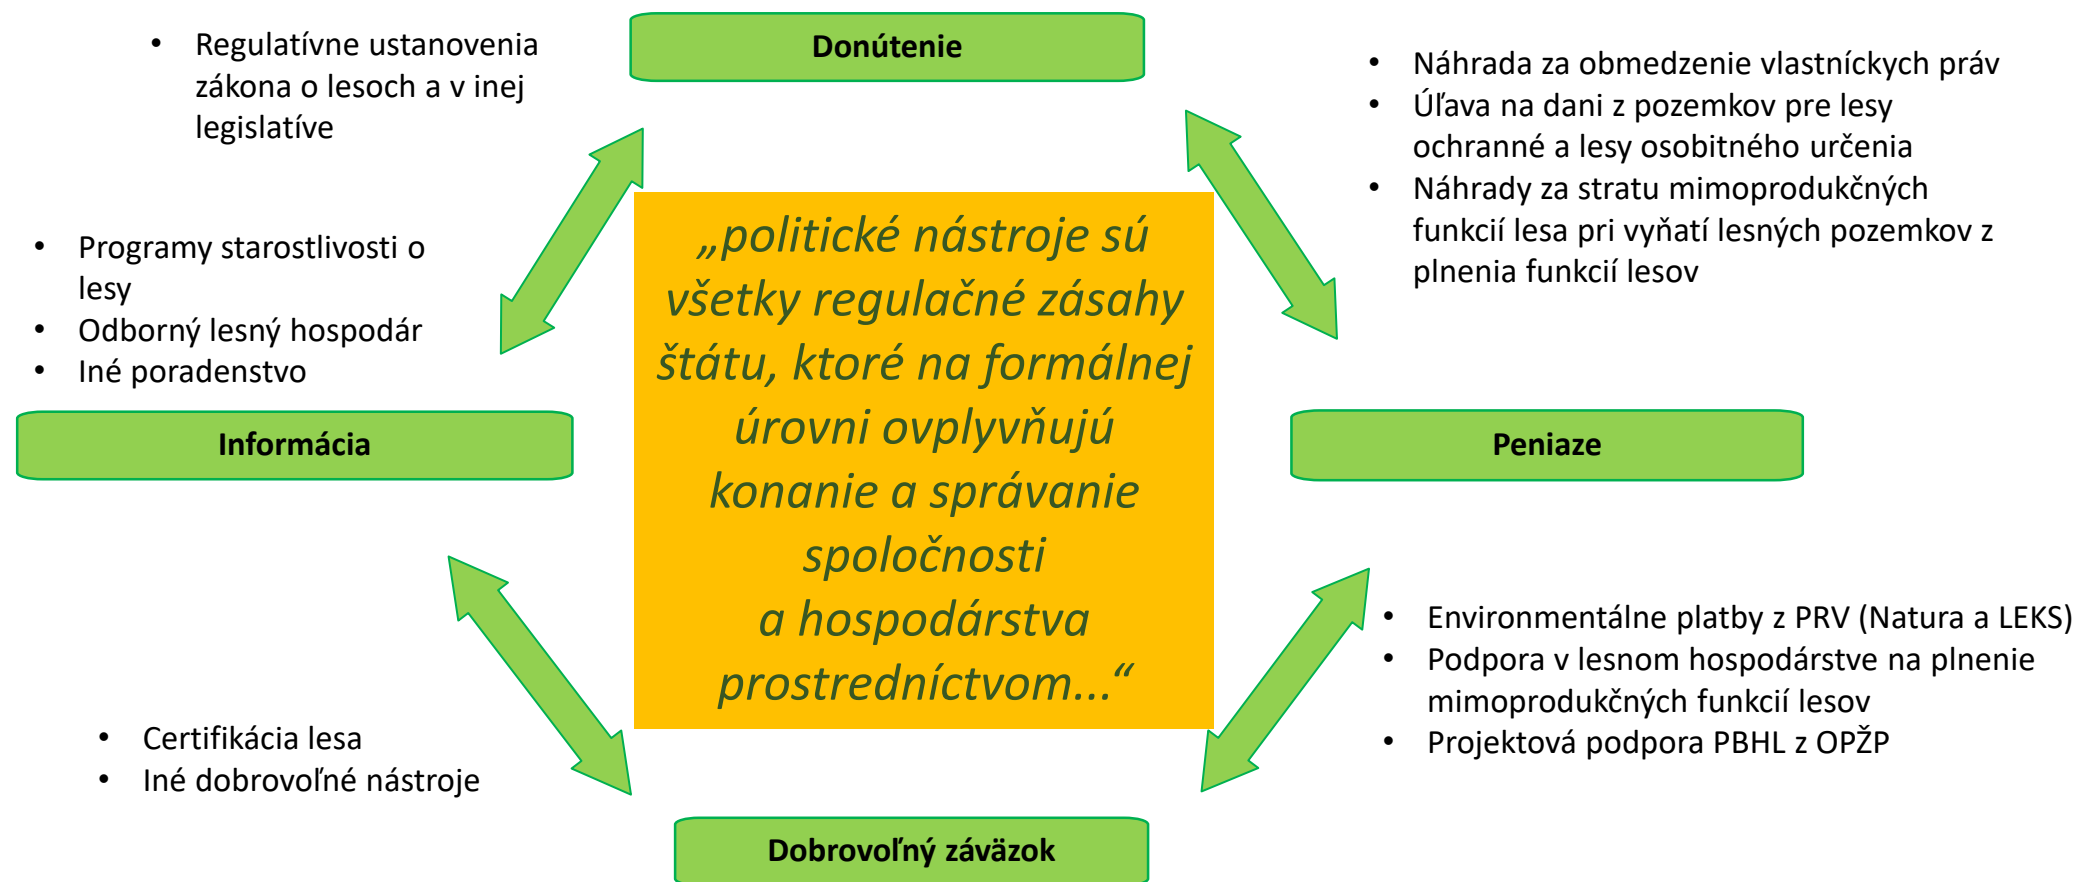 Donútenie
• Regulatívne ustanovenia
zákona o lesoch a v inej
legislatíve
• Náhrada za obmedzenie vlastníckych práv
• Úľava na dani z pozemkov pre lesy
ochranné a lesy osobitného určenia
• Náhrady za stratu mimoprodukčných
funkcií lesa pri vyňatí lesných pozemkov z
plnenia funkcií lesov
• Programy starostlivosti o
lesy
• Odborný lesný hospodár
• Iné poradenstvo
„politické nástroje sú
všetky regulačné zásahy
štátu, ktoré na formálnej
úrovni ovplyvňujú
konanie a správanie
spoločnosti
a hospodárstva
prostredníctvom...“
Informácia
Peniaze
• Environmentálne platby z PRV (Natura a LEKS)
• Podpora v lesnom hospodárstve na plnenie
mimoprodukčných funkcií lesov
• Projektová podpora PBHL z OPŽP
• Certifikácia lesa
• Iné dobrovoľné nástroje
Dobrovoľný záväzok